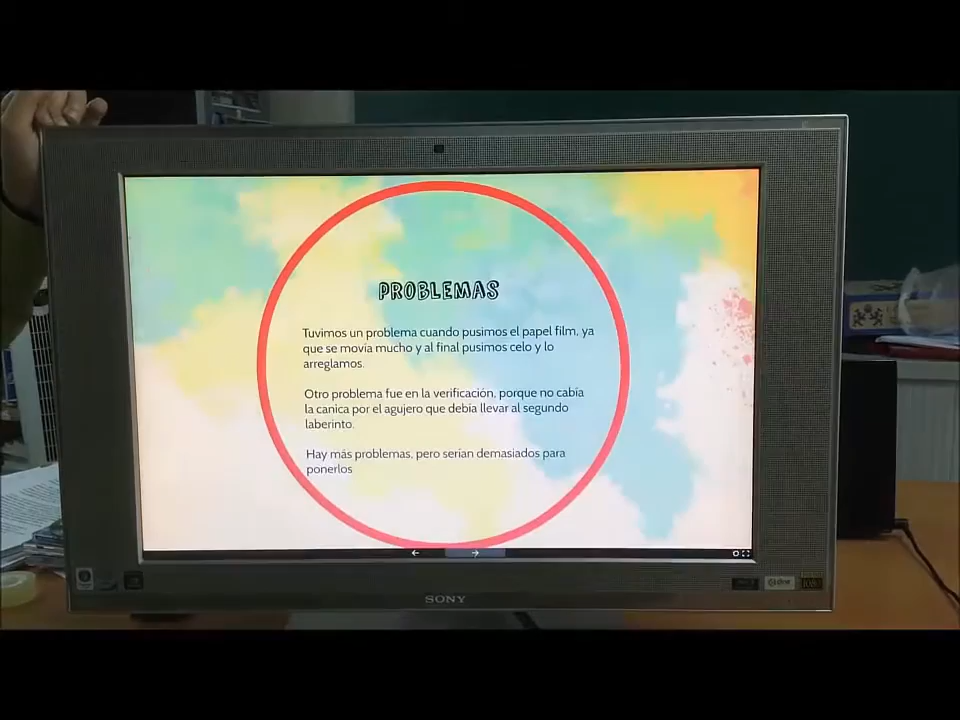 PROBLEMAS
Tuvimos un problema cuando pusimos el papel film, ya
que se movía mucho y al final pusimos celo y lo
arreglamos.
Otro problema fue en la verificación, porque no cabía
la canica por el agujero que debía llevar al segundo
laberinto.
Hay más problemas, pero serían demasiados para
ponerlos
SONY